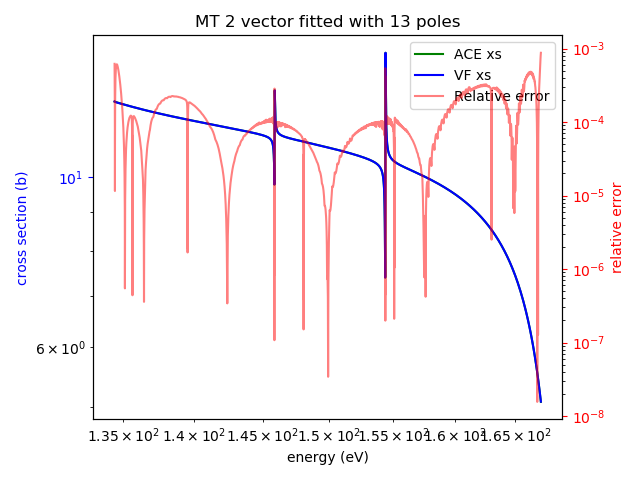 MT 2 vector fitted with 13 poles
ACE xs
VF xs
Relative error
cross section (b)
10¹
6 × 10⁰
10⁻³
10⁻⁴
10⁻⁵
10⁻⁶
10⁻⁷
10⁻⁸
relative error
1.35 × 10² 1.4 × 10² 1.45 × 10² 1.5 × 10² 1.55 × 10² 1.6 × 10² 1.65 × 10²
energy (eV)